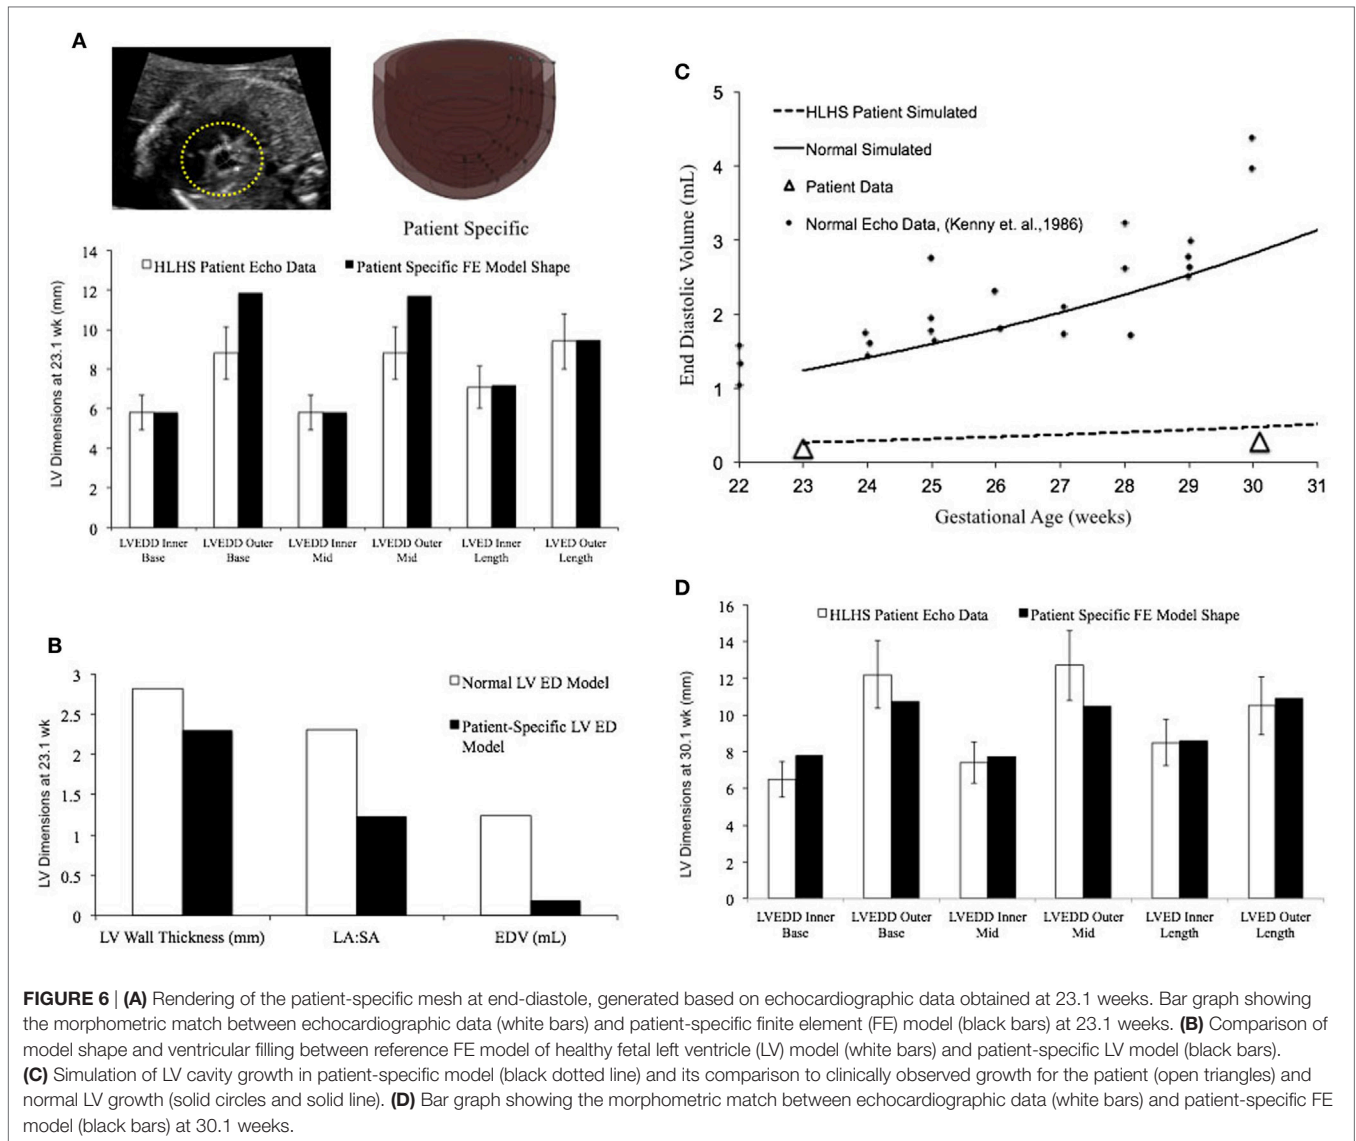 A
Patient Specific
14
12
10
8
6
4
2
0
LV Dimensions at 23.1 wk (mm)
HLHS Patient Echo Data
Patient Specific FE Model Shape
LVEDD Inner Base
LVEDD Outer Base
LVEDD Inner Mid
LVEDD Outer Mid
LVED Inner Length
LVED Outer Length
B
3
2.5
2
1.5
1
0.5
0
LV Dimensions at 23.1 wk
Normal LV ED Model
Patient-Specific LV ED
Model
LV Wall Thickness (mm)
LA:SA
EDV (mL)
C
5
4
3
2
1
0
End Diastolic Volume (mL)
HLHS Patient Simulated
Normal Simulated
Patient Data
Normal Echo Data, (Kenny et. al.,1986)
22 23 24 25 26 27 28 29 30 31
Gestational Age (weeks)
D
16
14
12
10
8
6
4
2
0
LV Dimensions at 30.1 wk (mm)
HLHS Patient Echo Data
Patient Specific FE Model Shape
LVEDD Inner Base
LVEDD Outer Base
LVEDD Inner Mid
LVEDD Outer Mid
LVED Inner Length
LVED Outer Length
FIGURE 6 | (A) Rendering of the patient-specific mesh at end-diastole, generated based on echocardiographic data obtained at 23.1 weeks. Bar graph showing
the morphometric match between echocardiographic data (white bars) and patient-specific finite element (FE) model (black bars) at 23.1 weeks. (B) Comparison of
model shape and ventricular filling between reference FE model of healthy fetal left ventricle (LV) model (white bars) and patient-specific LV model (black bars).
(C) Simulation of LV cavity growth in patient-specific model (black dotted line) and its comparison to clinically observed growth for the patient (open triangles) and
normal LV growth (solid circles and solid line). (D) Bar graph showing the morphometric match between echocardiographic data (white bars) and patient-specific FE
model (black bars) at 30.1 weeks.